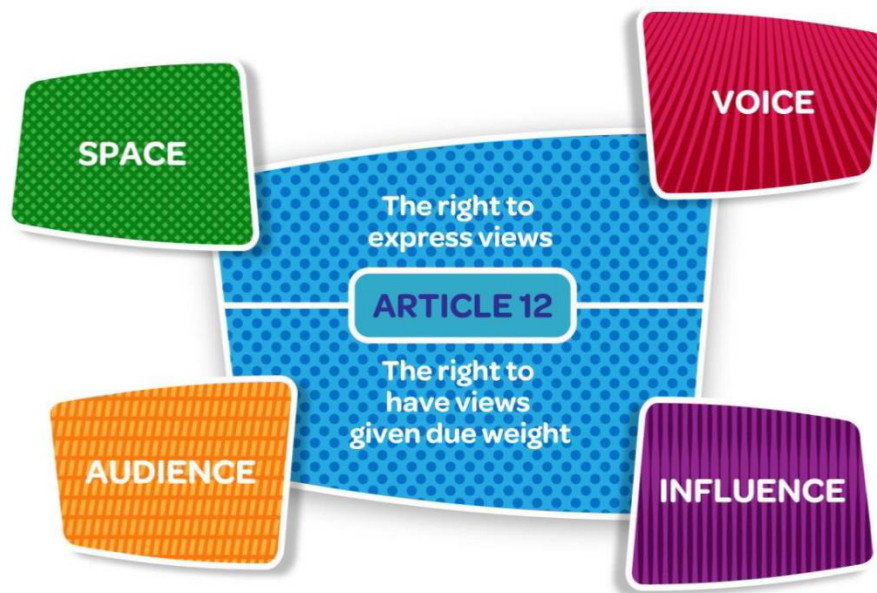 SPACE
VOICE
The right to
express views
ARTICLE 12
The right to
have views
given due weight
AUDIENCE
INFLUENCE